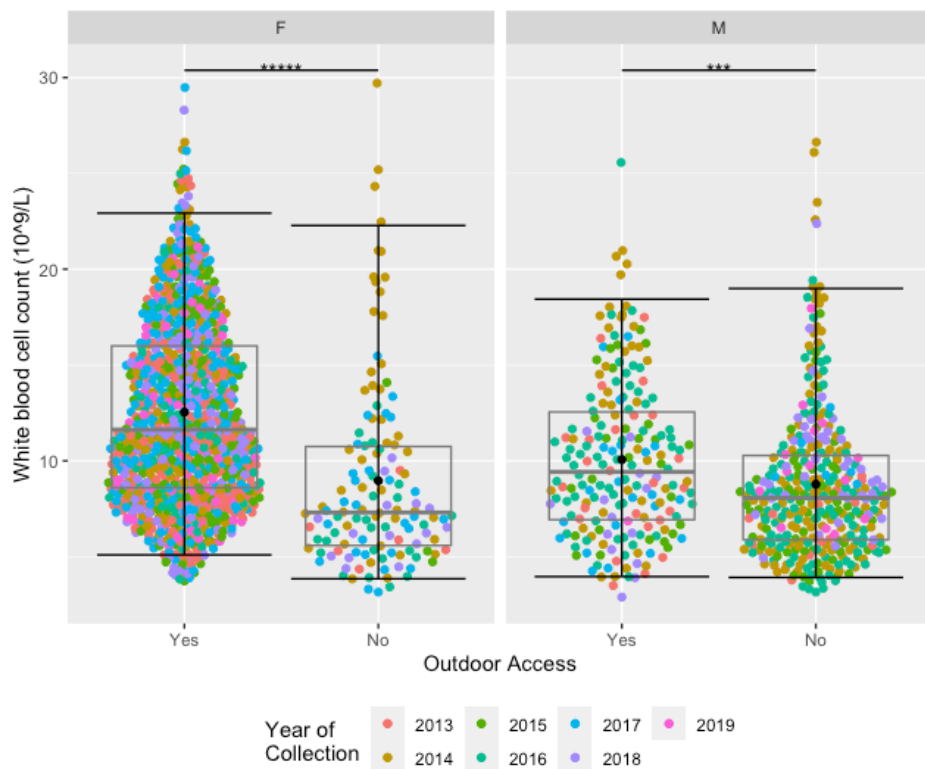 F
M
*****
***
30
20
10
White blood cell count (10^9/L)
Yes
No
Yes
No
Outdoor Access
Year of
Collection
2013
2015
2017
2019
2014
2016
2018